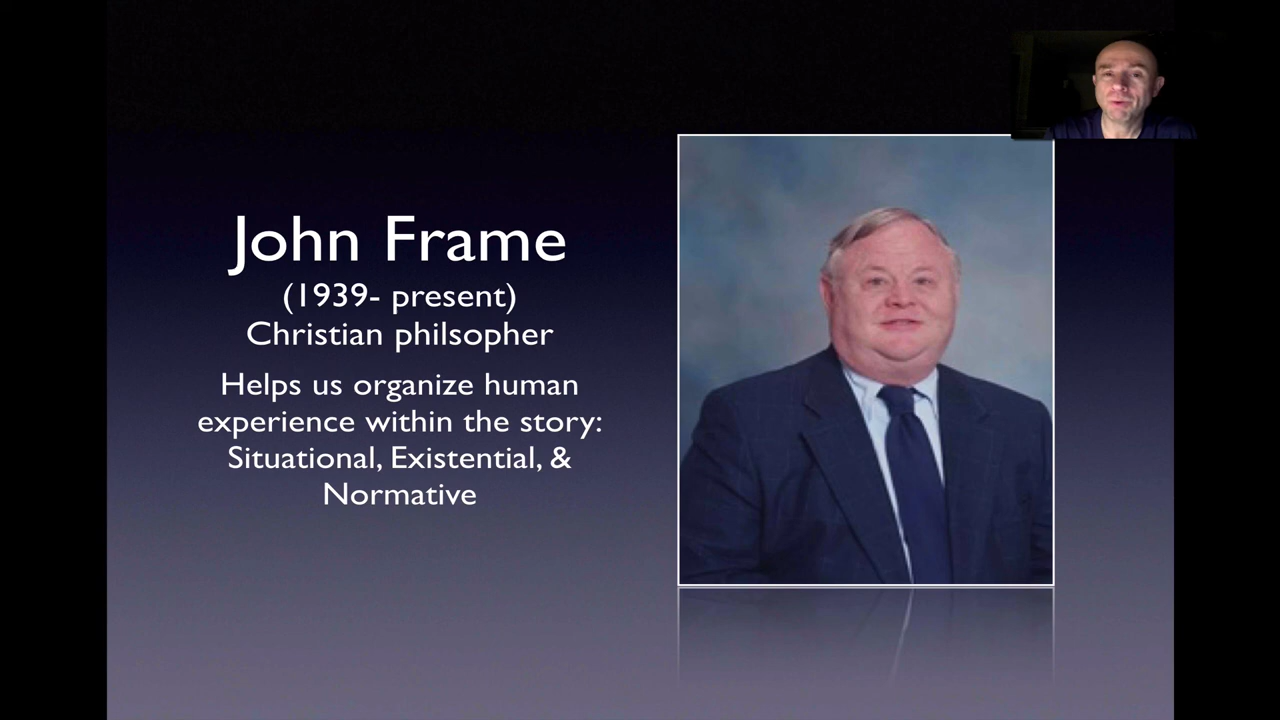 John Frame
(1939- present)
Christian philsopher
Helps us organize human
experience within the story:
Situational, Existential, &
Normative